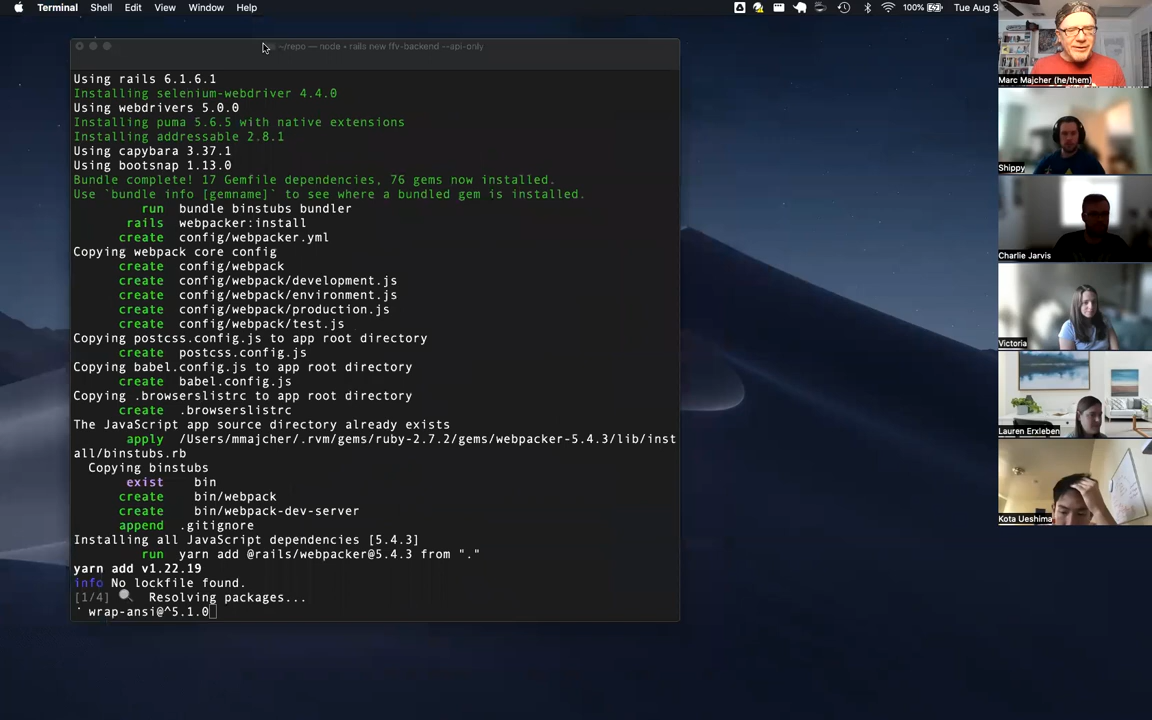 Terminal Shell Edit View Window Help 100% Tue Aug 3
~/repo — node • rails new ffv-backend --api-only
Using rails 6.1.6.1
Installing selenium-webdriver 4.4.0
Using webdrivers 5.0.0
Installing puma 5.6.5 with native extensions
Installing addressable 2.8.1
Using capybara 3.37.1
Using bootsnap 1.13.0
Bundle complete! 17 Gemfile dependencies, 76 gems now installed.
Use `bundle info [gemname]` to see where a bundled gem is installed.
run bundle binstubs bundler
rails webpacker:install
create config/webpacker.yml
Copying webpack core config
create config/webpack
create config/webpack/development.js
create config/webpack/environment.js
create config/webpack/production.js
create config/webpack/test.js
Copying postcss.config.js to app root directory
create postcss.config.js
Copying babel.config.js to app root directory
create babel.config.js
Copying .browserslistrc to app root directory
create .browserslistrc
The JavaScript app source directory already exists
apply /Users/mmajcher/.rvm/gems/ruby-2.7.2/gems/webpacker-5.4.3/lib/inst
all/binstubs.rb
Copying binstubs
exist bin
create bin/webpack
create bin/webpack-dev-server
append .gitignore
Installing all JavaScript dependencies [5.4.3]
run yarn add @rails/webpacker@5.4.3 from "."
yarn add v1.22.19
info No lockfile found.
[1/4] Resolving packages...
wrap-ansi@^5.1.0
Marc Majcher (he/them)
Shippy
Charlie Jarvis
Victoria
Lauren Erxleben
Kota Ueshima